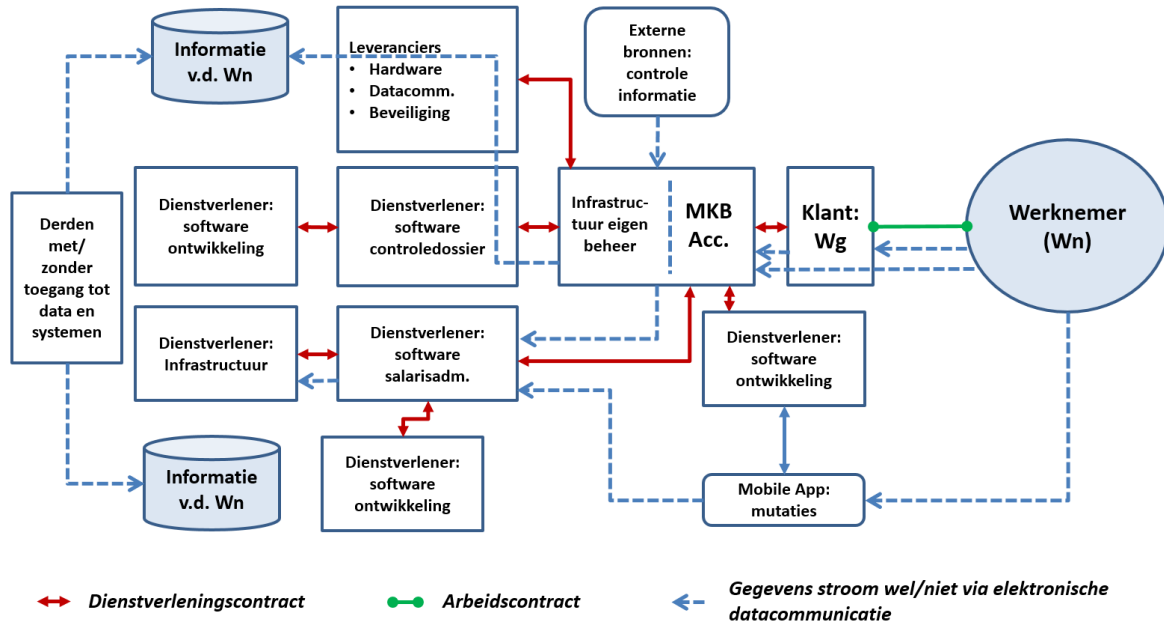 Informatie
v.d. Wn
Leveranciers
• Hardware
• Datacomm.
• Beveiliging
Externe
bronnen:
controle
informatie
Derden
met/
zonder
toegang tot
data en
systemen
Dienstverlener:
software
ontwikkeling
Dienstverlener:
software
controledossier
Infrastruc-
tuur eigen
beheer
MKB
Acc.
Klant:
Wg
Werknemer
(Wn)
Dienstverlener:
Infrastructuur
Dienstverlener:
software
salarisadm.
Dienstverlener:
software
ontwikkeling
Informatie
v.d. Wn
Dienstverlener:
software
ontwikkeling
Mobile App:
mutaties
Dienstverleningscontract
Arbeidscontract
Gegevens stroom wel/niet via elektronische
datacommunicatie